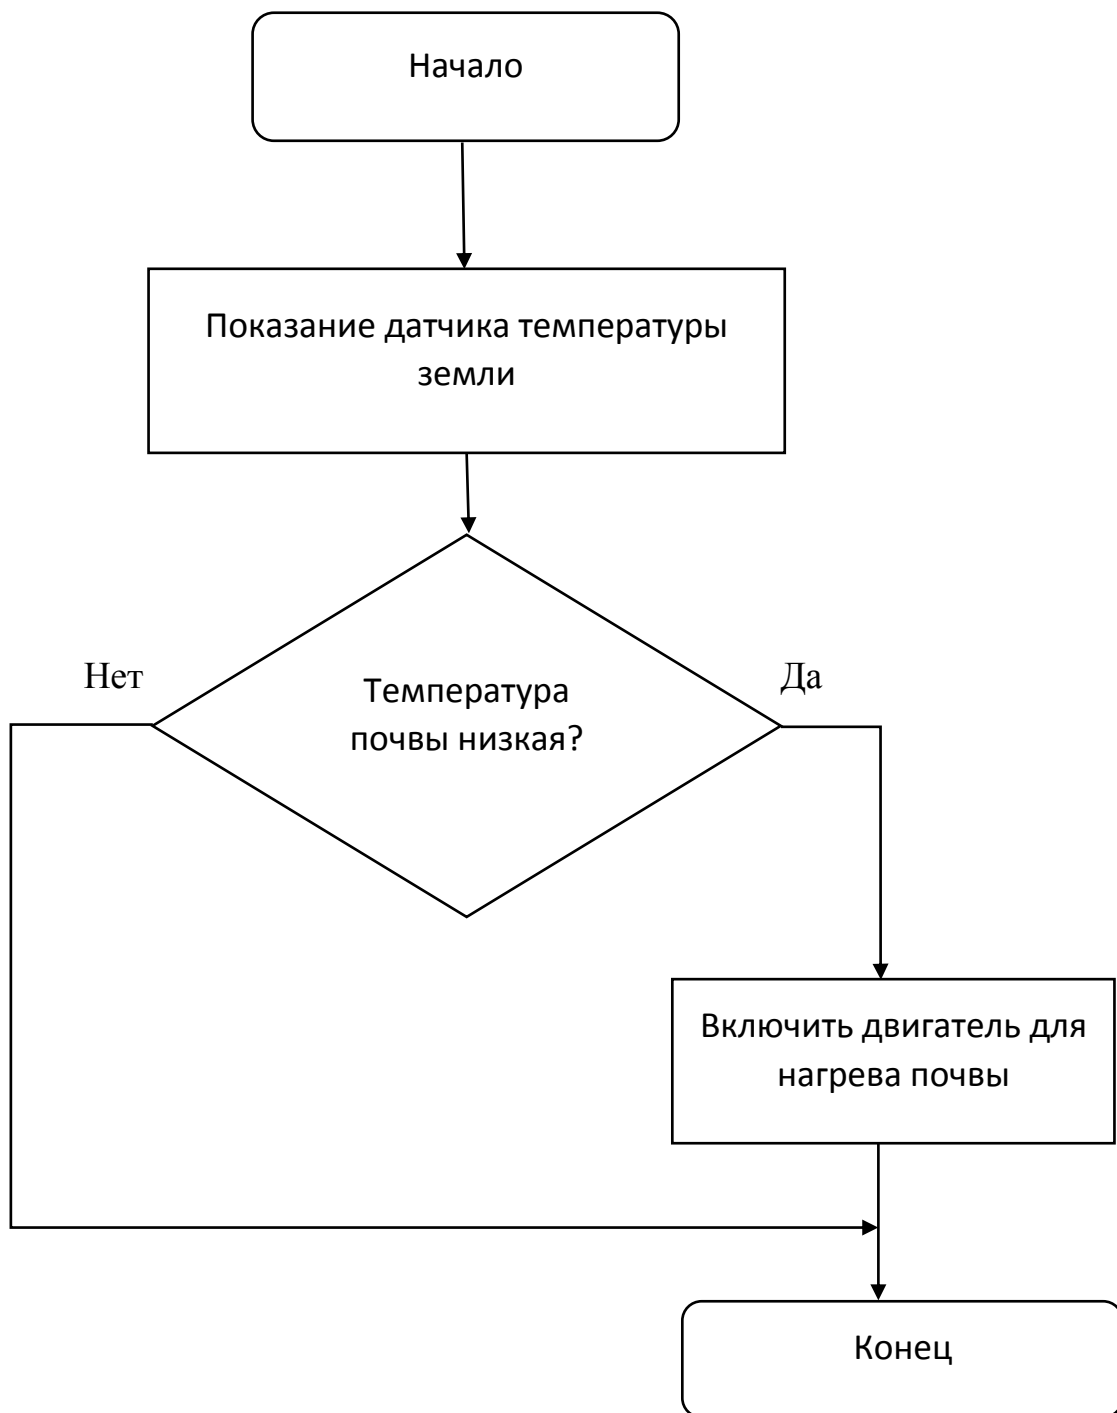 Начало
Показание датчика температуры
земли
Нет
Да
Температура
почвы низкая?
Включить двигатель для
нагрева почвы
Конец